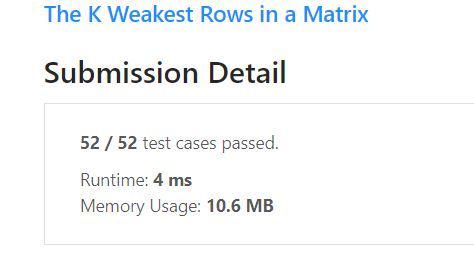 The K Weakest Rows in a Matrix
Submission Detail
52 / 52 test cases passed.
Runtime: 4 ms
Memory Usage: 10.6 MB